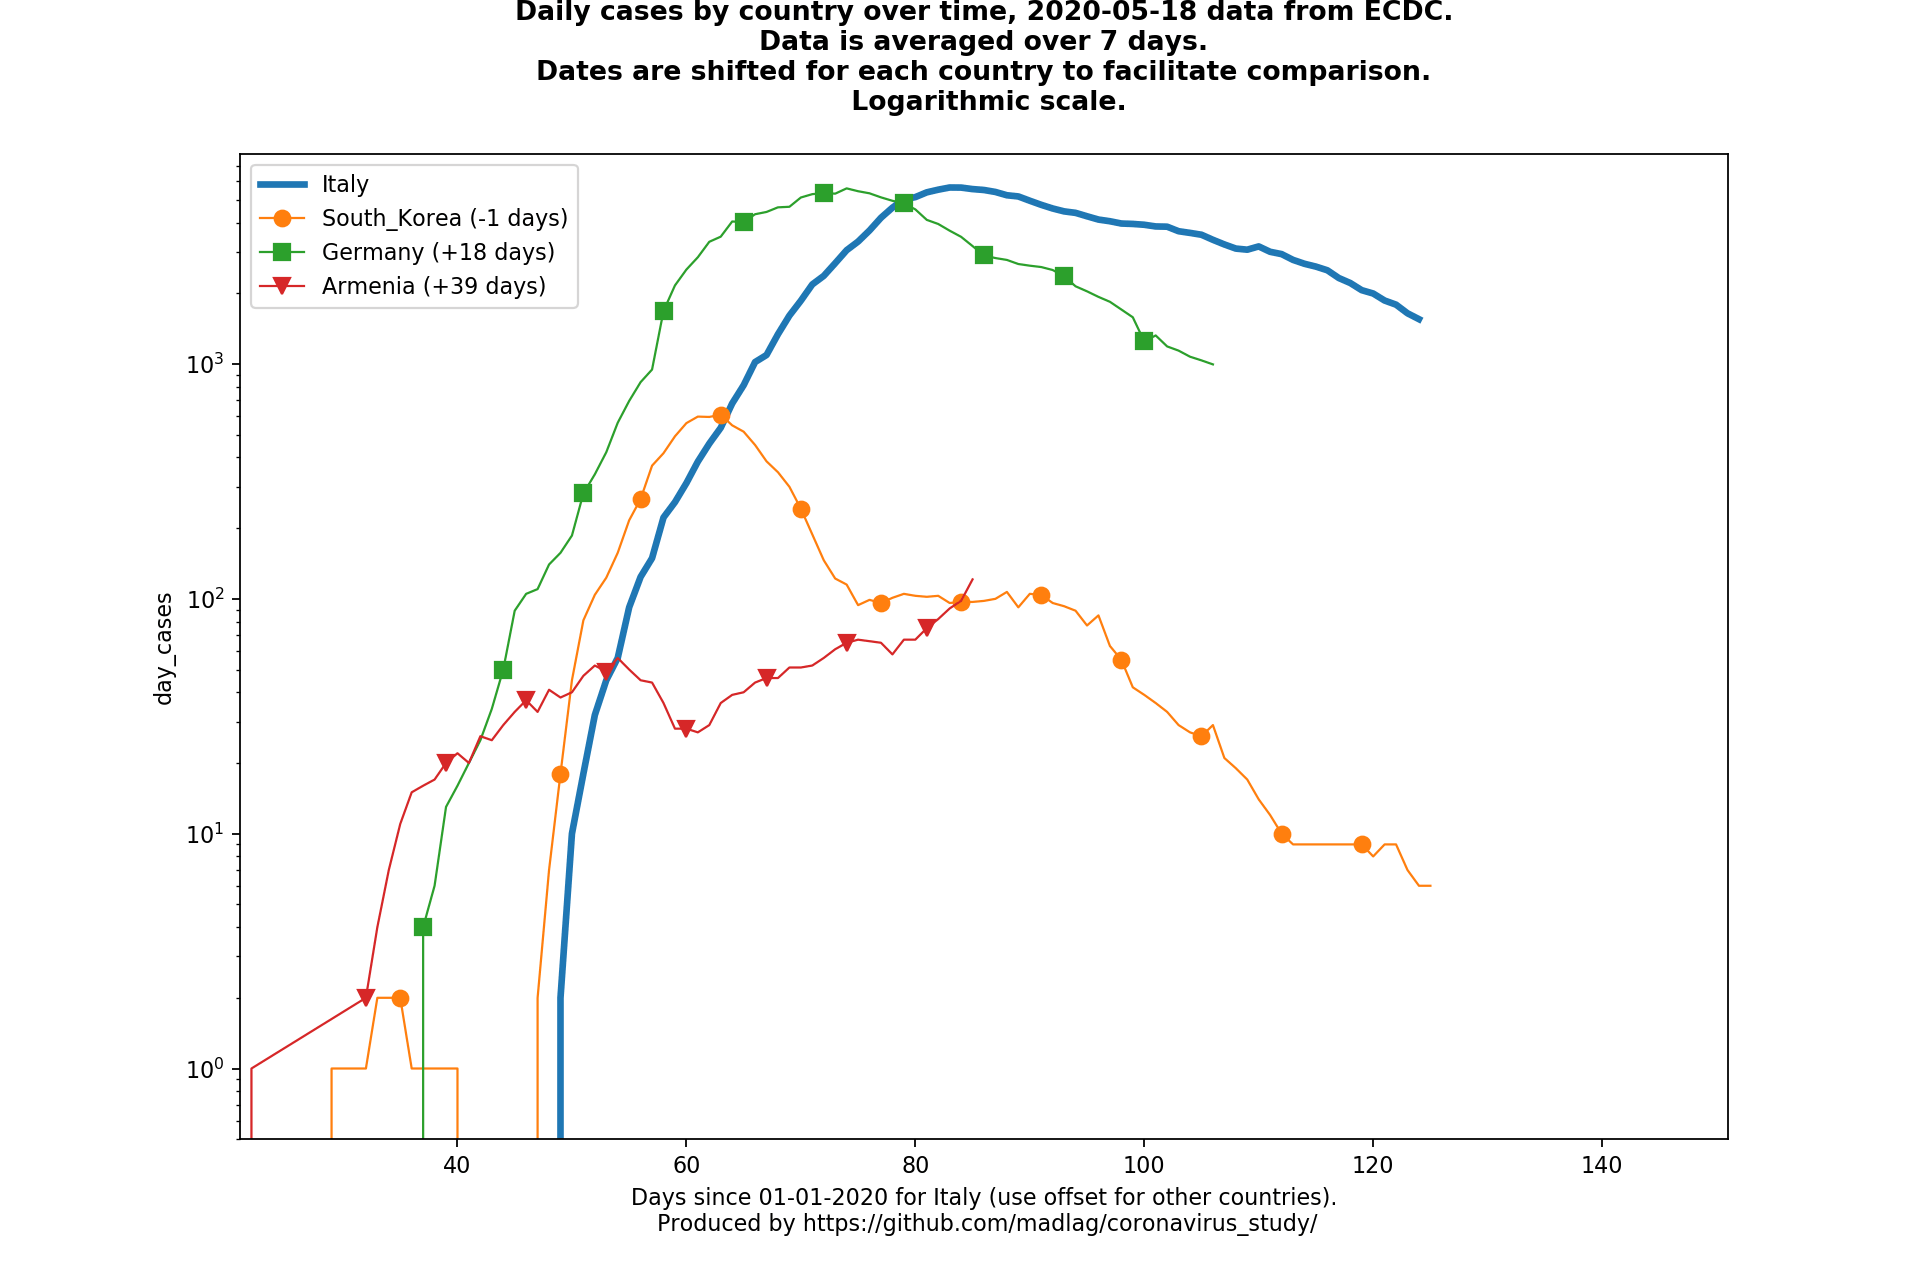 Daily cases by country over time, 2020-05-18 data from ECDC.
Data is averaged over 7 days.
Dates are shifted for each country to facilitate comparison.
Logarithmic scale.
Italy
South_Korea (-1 days)
Germany (+18 days)
Armenia (+39 days)
day_cases
10³
10²
10¹
10⁰
40 60 80 100 120 140
Days since 01-01-2020 for Italy (use offset for other countries).
Produced by https://github.com/madlag/coronavirus_study/